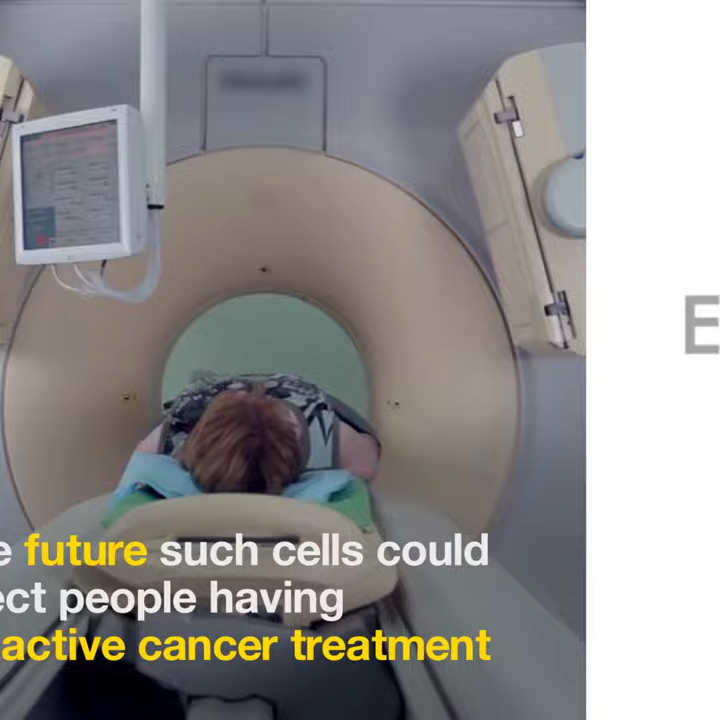 e future such cells could
ect people having
active cancer treatment
E